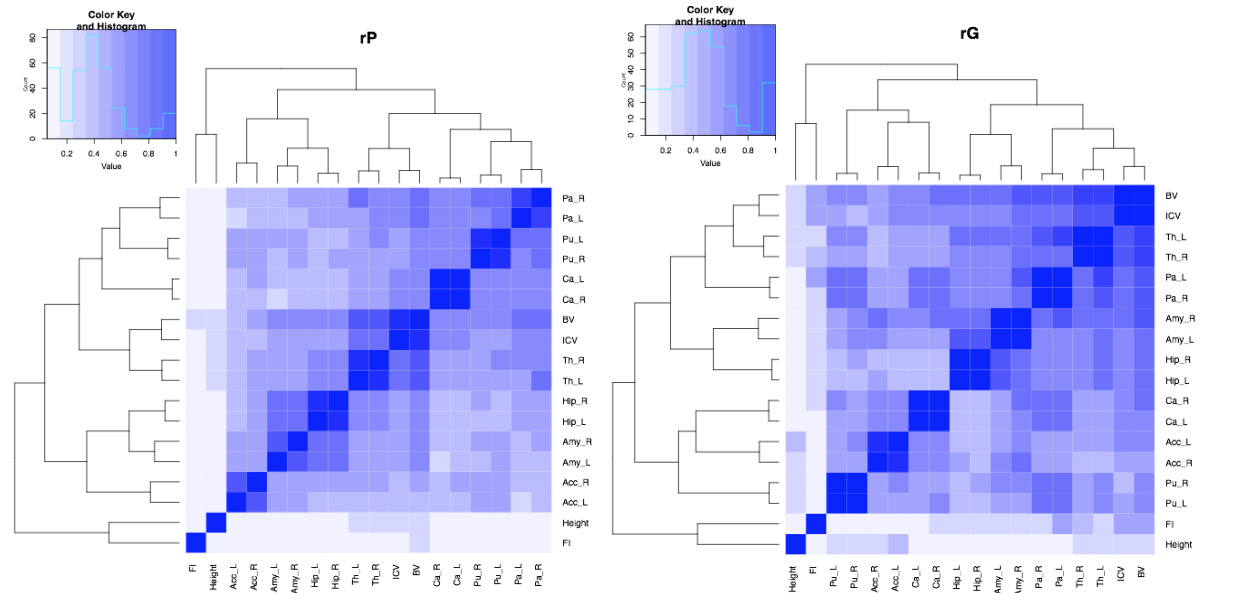 Color Key
and Histogram
Count
0 20 40 60 80
0.2 0.4 0.6 0.8 1
Value
rP
Pa_R
Pa_L
Pu_L
Pu_R
Ca_L
Ca_R
BV
ICV
Th_R
Th_L
Hip_R
Hip_L
Amy_R
Amy_L
Acc_R
Acc_L
Height
FI
FI Height Acc_L Acc_R Amy_L Amy_R Hip_L Hip_R Th_L Th_R ICV BV Ca_R Ca_L Pu_R Pu_L Pa_L Pa_R
Color Key
and Histogram
Count
0 10 20 30 40 50 60
0.2 0.4 0.6 0.8 1
Value
rG
BV
ICV
Th_L
Th_R
Pa_L
Pa_R
Amy_R
Amy_L
Hip_R
Hip_L
Ca_R
Ca_L
Acc_L
Acc_R
Pu_R
Pu_L
FI
Height
Height FI Pu_L Pu_R Acc_R Acc_L Ca_L Ca_R Hip_L Hip_R Amy_L Amy_R Pa_R Pa_L Th_R Th_L ICV BV